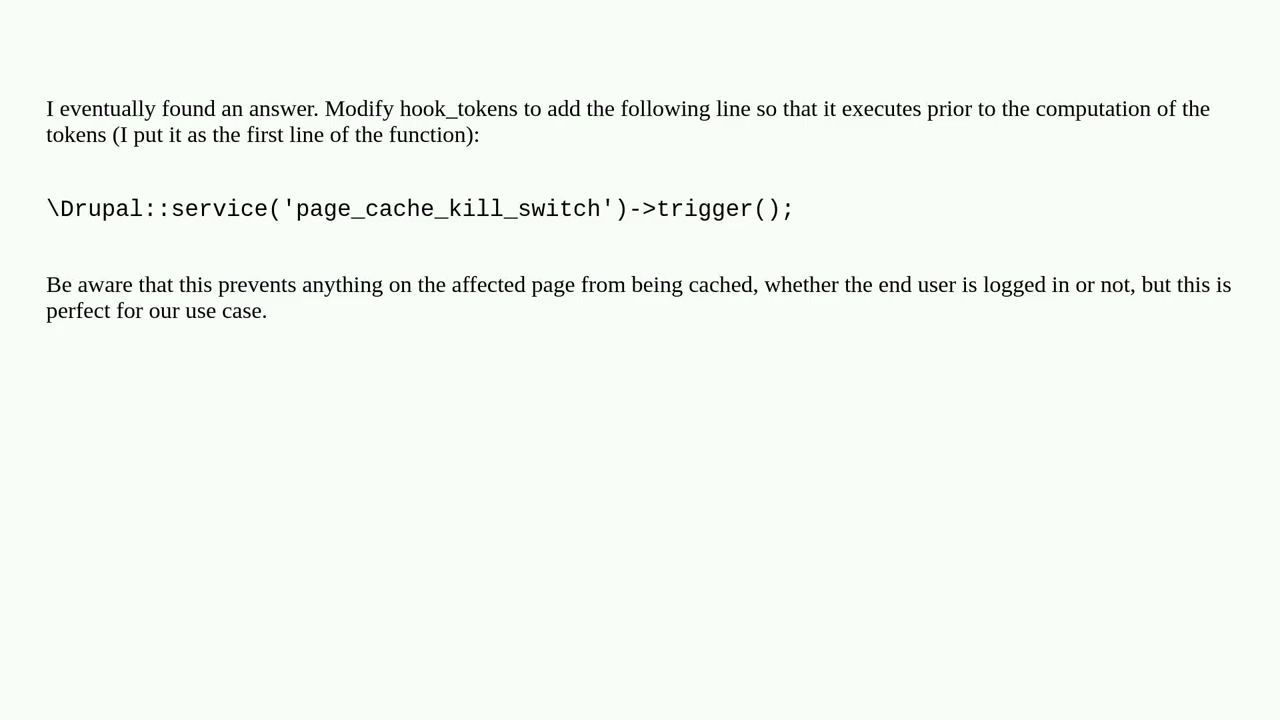 I eventually found an answer. Modify hook_tokens to add the following line so that it executes prior to the computation of the
tokens (I put it as the first line of the function):
\Drupal::service('page_cache_kill_switch')->trigger();
Be aware that this prevents anything on the affected page from being cached, whether the end user is logged in or not, but this is
perfect for our use case.